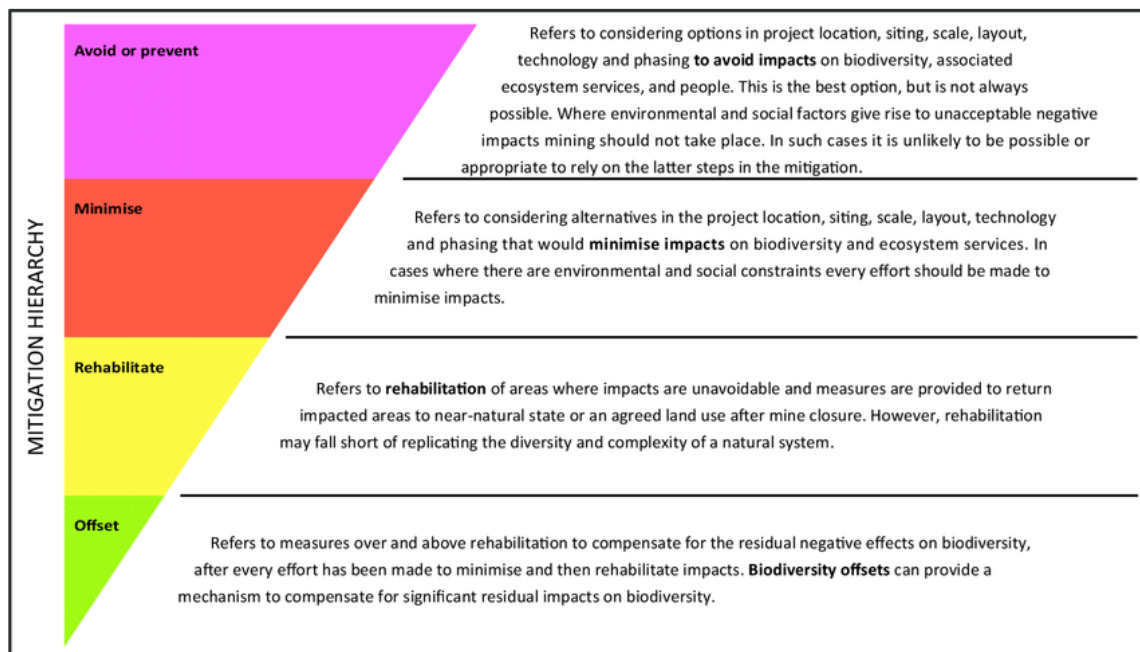 MITIGATION HIERARCHY
Avoid or prevent
Refers to considering options in project location, siting, scale, layout,
technology and phasing to avoid impacts on biodiversity, associated
ecosystem services, and people. This is the best option, but is not always
possible. Where environmental and social factors give rise to unacceptable negative
impacts mining should not take place. In such cases it is unlikely to be possible or
appropriate to rely on the latter steps in the mitigation.
Minimise
Refers to considering alternatives in the project location, siting, scale, layout, technology
and phasing that would minimise impacts on biodiversity and ecosystem services. In
cases where there are environmental and social constraints every effort should be made to
minimise impacts.
Rehabilitate
Refers to rehabilitation of areas where impacts are unavoidable and measures are provided to return
impacted areas to near-natural state or an agreed land use after mine closure. However, rehabilitation
may fall short of replicating the diversity and complexity of a natural system.
Offset
Refers to measures over and above rehabilitation to compensate for the residual negative effects on biodiversity,
after every effort has been made to minimise and then rehabilitate impacts. Biodiversity offsets can provide a
mechanism to compensate for significant residual impacts on biodiversity.